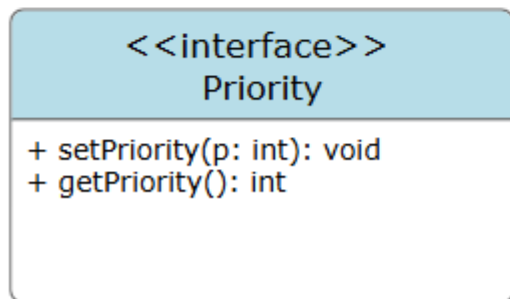 <<interface>>
Priority
+ setPriority(p: int): void
+ getPriority(): int